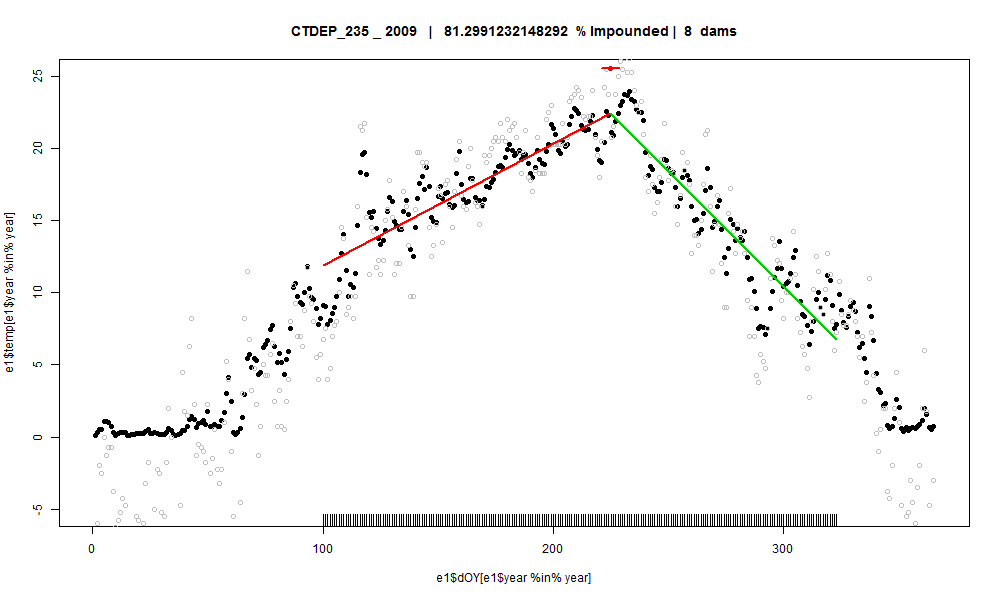 CTDEP_235 _ 2009 | 81.2991232148292 % Impounded | 8 dams
e1$temp[e1$year %in% year]
25
20
15
10
5
0
-5
0 100 200 300
e1$dOY[e1$year %in% year]